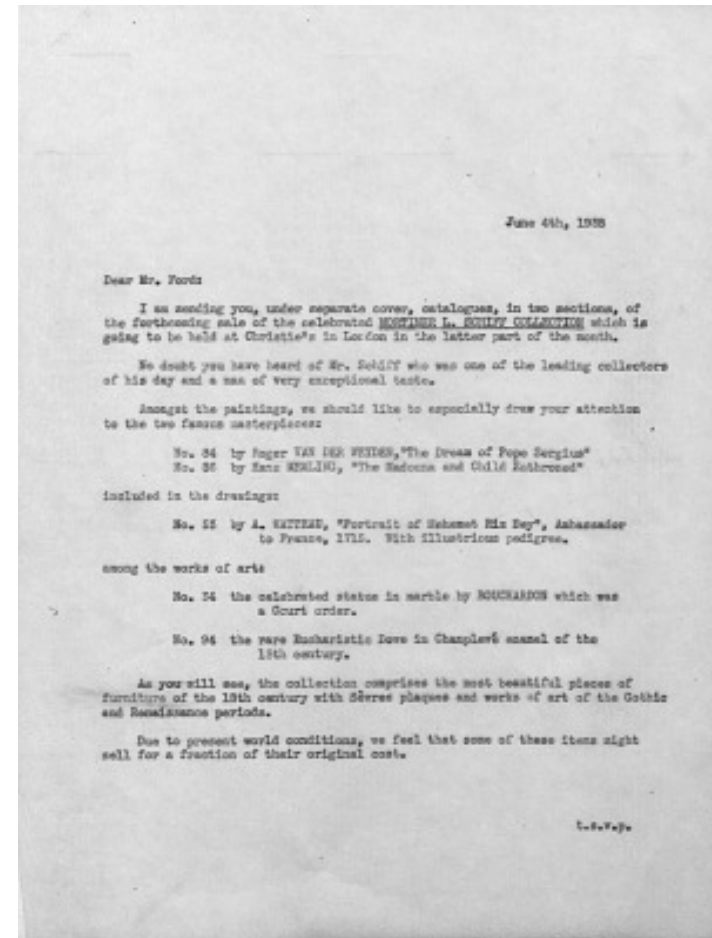 June 4th, 1938
Dear Mr. Ford:
I am sending you, under separate cover, catalogues, in two sections, of
the forthcoming sale of the celebrated MORTIMER L. SCHIFF COLLECTION which is
going to be held at Christie's in London in the latter part of the month.
No doubt you have heard of Mr. Schiff who was one of the leading collectors
of his day and a man of very exceptional taste.
Amongst the paintings, we should like to especially draw your attention
to the two famous masterpieces:
No. 84 by Roger VAN DER WEYDEN, "The Dream of Pope Sergius"
No. 86 by Hans MEMLING, "The Madonna and Child Enthroned"
included in the drawings:
No. 55 by A. WATTEAU, "Portrait of Mehemet Riz Bey", Ambassador
to France, 1715. With illustrious pedigree.
among the works of art:
No. 34 the celebrated statue in marble by BOUCHARDON which was
a Court order.
No. 94 the rare Eucharistic Dove in Champlevé enamel of the
13th century.
As you will see, the collection comprises the most beautiful pieces of
furniture of the 18th century with Sèvres plaques and works of art of the Gothic
and Renaissance periods.
Due to present world conditions, we feel that some of these items might
sell for a fraction of their original cost.
t.s.v.p.